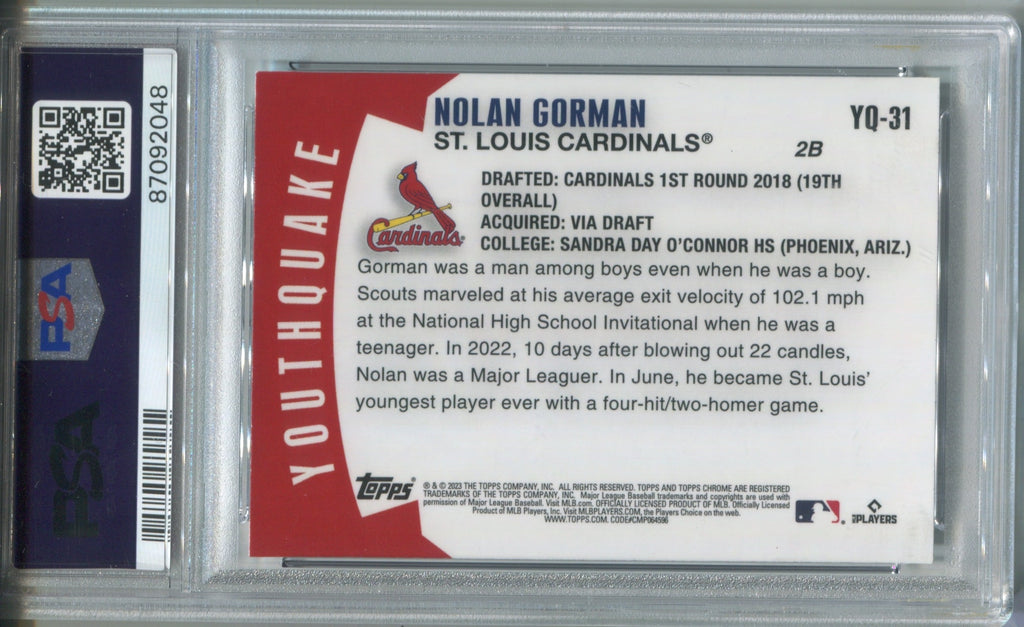 87092048
PSA
PSA
YOUTHQUAKE
NOLAN GORMAN
YQ-31
ST. LOUIS CARDINALS®
2B
Cardinals
DRAFTED: CARDINALS 1ST ROUND 2018 (19TH
OVERALL)
ACQUIRED: VIA DRAFT
COLLEGE: SANDRA DAY O'CONNOR HS (PHOENIX, ARIZ.)
Gorman was a man among boys even when he was a boy.
Scouts marveled at his average exit velocity of 102.1 mph
at the National High School Invitational when he was a
teenager. In 2022, 10 days after blowing out 22 candles,
Nolan was a Major Leaguer. In June, he became St. Louis'
youngest player ever with a four-hit/two-homer game.
Topps®
® & © 2023 THE TOPPS COMPANY, INC. ALL RIGHTS RESERVED. TOPPS AND TOPPS CHROME ARE REGISTERED
TRADEMARKS OF THE TOPPS COMPANY, INC. Major League Baseball trademarks and copyrights are used with
permission of Major League Baseball. Visit MLB.com. OFFICIALLY LICENSED PRODUCT OF MLB. Officially Licensed
Product of MLB Players, Inc. Visit MLBPLAYERS.COM, the Players Choice on the web.
WWW.TOPPS.COM. CODE#CMP064596
PLAYERS